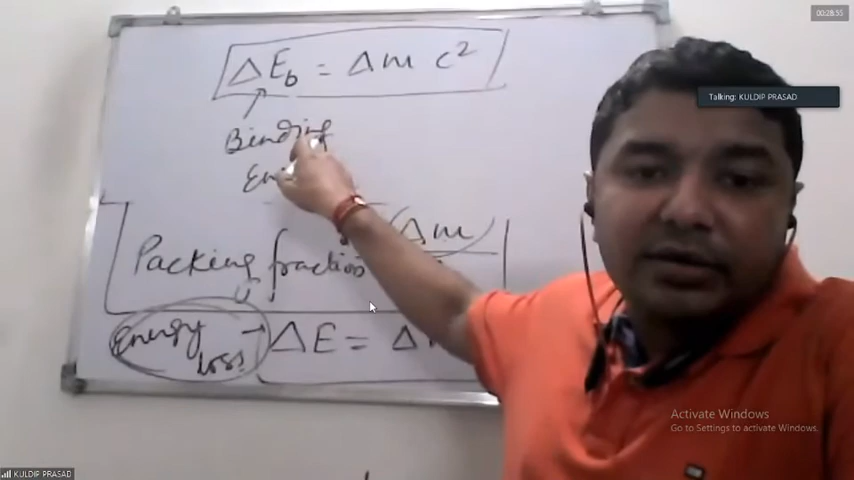 00:28:55
ΔE_b = Δm c²
Talking: KULDIP PRASAD
Binding
Packing fraction Δm
Energy loss → ΔE = Δ
Activate Windows
Go to Settings to activate Windows.
KULDIP PRASAD